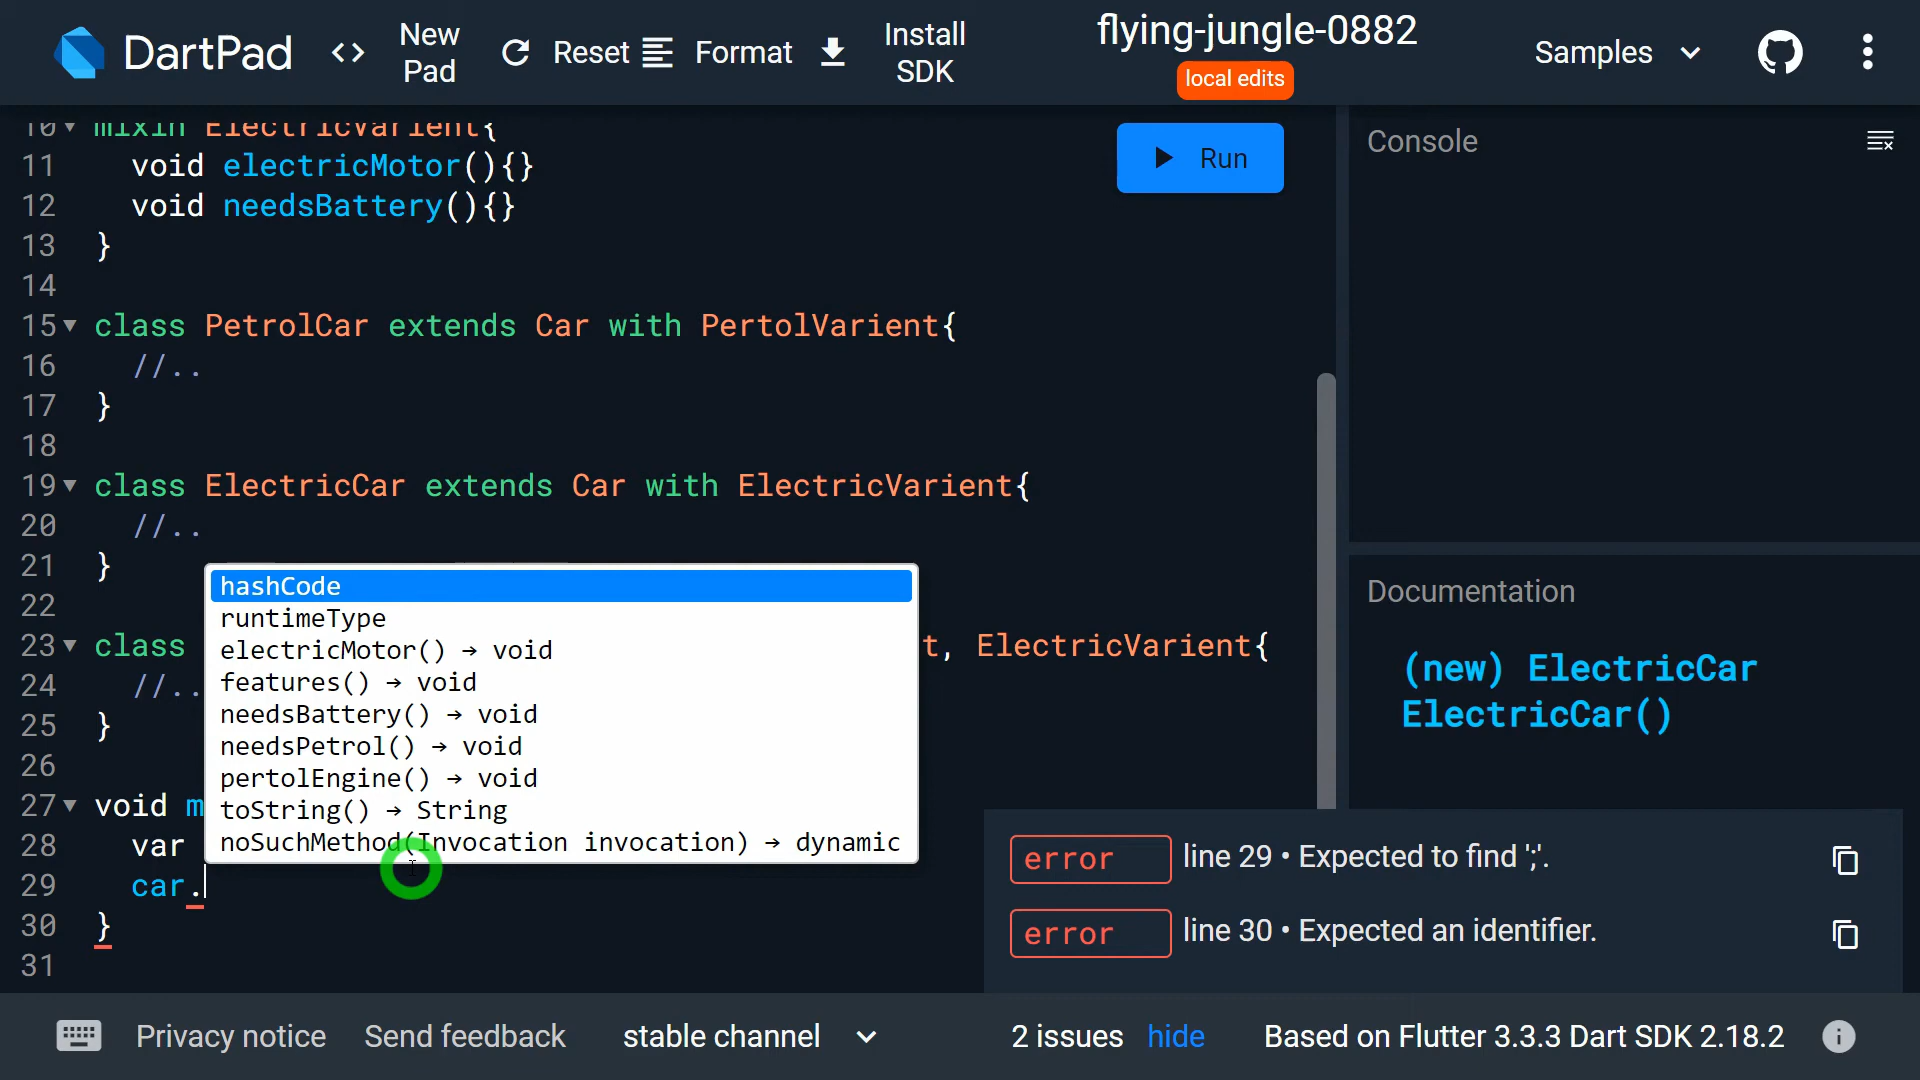 DartPad
<>
New
Pad
Reset
Format
Install
SDK
flying-jungle-0882
local edits
Samples
10 mixin ElectricVarient{
11 void electricMotor(){}
12 void needsBattery(){}
13 }
14
15 class PetrolCar extends Car with PertolVarient{
16 //..
17 }
18
19 class ElectricCar extends Car with ElectricVarient{
20 //..
21 }
22
23 class t, ElectricVarient{
24 //..
25 }
26
27 void m
28 var
29 car.
30 }
31
hashCode
runtimeType
electricMotor() → void
features() → void
needsBattery() → void
needsPetrol() → void
pertolEngine() → void
toString() → String
noSuchMethod(Invocation invocation) → dynamic
Run
Console
Documentation
(new) ElectricCar
ElectricCar()
error line 29 • Expected to find ';'.
error line 30 • Expected an identifier.
Privacy notice
Send feedback
stable channel
2 issues
hide
Based on Flutter 3.3.3 Dart SDK 2.18.2